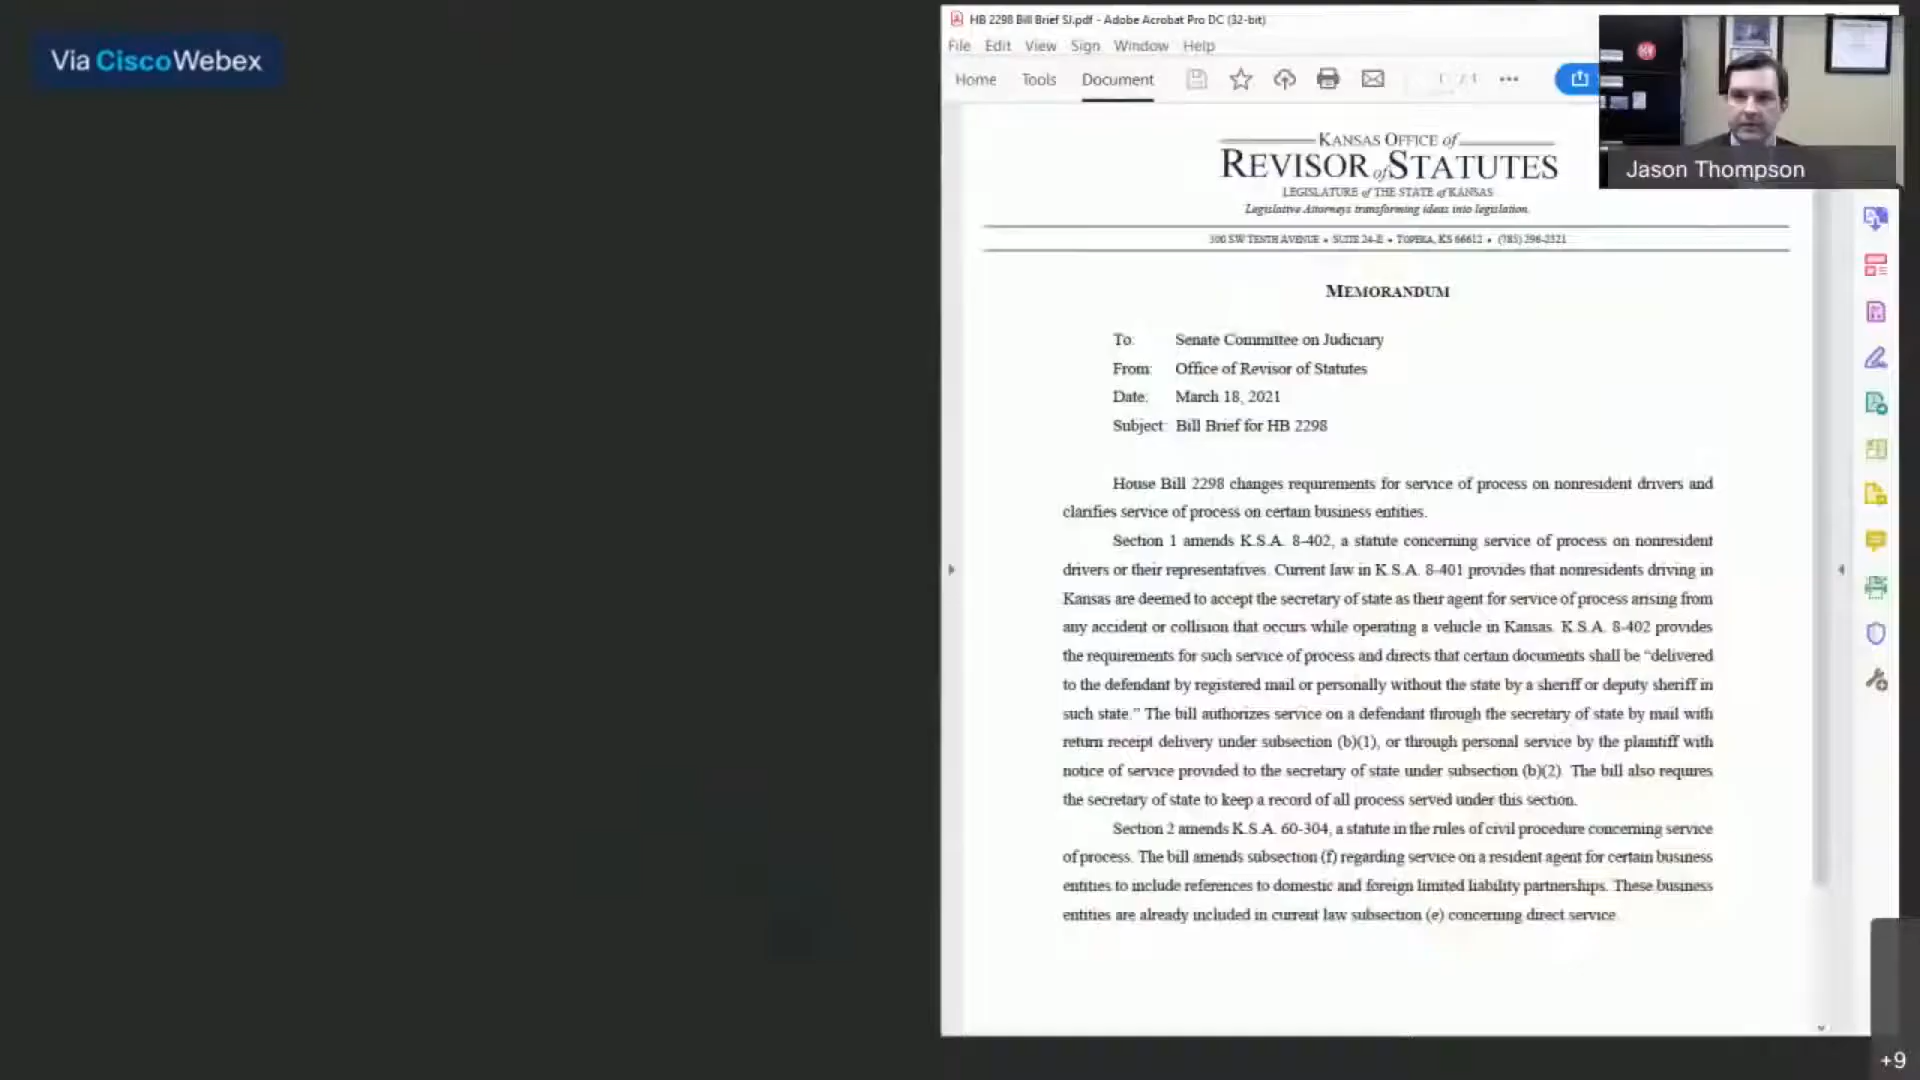 Via CiscoWebex
HB 2298 Bill Brief SJ.pdf - Adobe Acrobat Pro DC (32-bit)
File Edit View Sign Window Help
Home Tools Document
1 / 1
Jason Thompson
KANSAS OFFICE of
REVISOR of STATUTES
LEGISLATURE of THE STATE of KANSAS
Legislative Attorneys transforming ideas into legislation.
300 SW TENTH AVENUE • SUITE 24-E • TOPEKA, KS 66612 • (785) 296-2321
MEMORANDUM
To: Senate Committee on Judiciary
From: Office of Revisor of Statutes
Date: March 18, 2021
Subject: Bill Brief for HB 2298
House Bill 2298 changes requirements for service of process on nonresident drivers and
clarifies service of process on certain business entities.
Section 1 amends K.S.A. 8-402, a statute concerning service of process on nonresident
drivers or their representatives. Current law in K.S.A. 8-401 provides that nonresidents driving in
Kansas are deemed to accept the secretary of state as their agent for service of process arising from
any accident or collision that occurs while operating a vehicle in Kansas. K.S.A. 8-402 provides
the requirements for such service of process and directs that certain documents shall be “delivered
to the defendant by registered mail or personally without the state by a sheriff or deputy sheriff in
such state.” The bill authorizes service on a defendant through the secretary of state by mail with
return receipt delivery under subsection (b)(1), or through personal service by the plaintiff with
notice of service provided to the secretary of state under subsection (b)(2). The bill also requires
the secretary of state to keep a record of all process served under this section.
Section 2 amends K.S.A. 60-304, a statute in the rules of civil procedure concerning service
of process. The bill amends subsection (f) regarding service on a resident agent for certain business
entities to include references to domestic and foreign limited liability partnerships. These business
entities are already included in current law subsection (e) concerning direct service.
+9